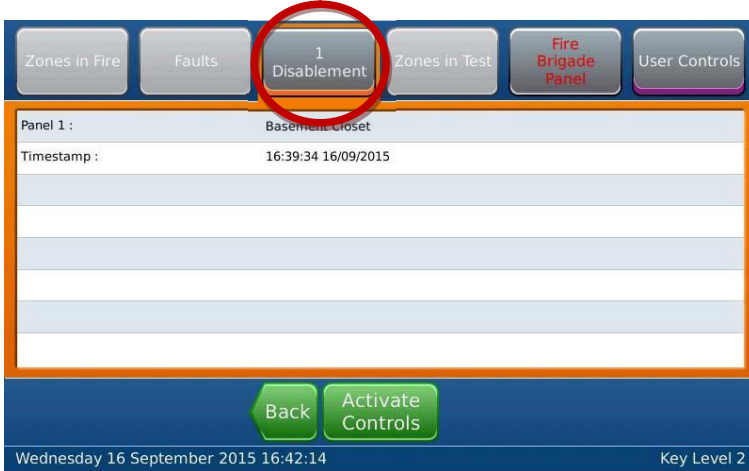 Zones in Fire
Faults
1
Disablement
Zones in Test
Fire
Brigade
Panel
User Controls
Panel 1 : Basement Closet
Timestamp : 16:39:34 16/09/2015
Back
Activate
Controls
Wednesday 16 September 2015 16:42:14 Key Level 2